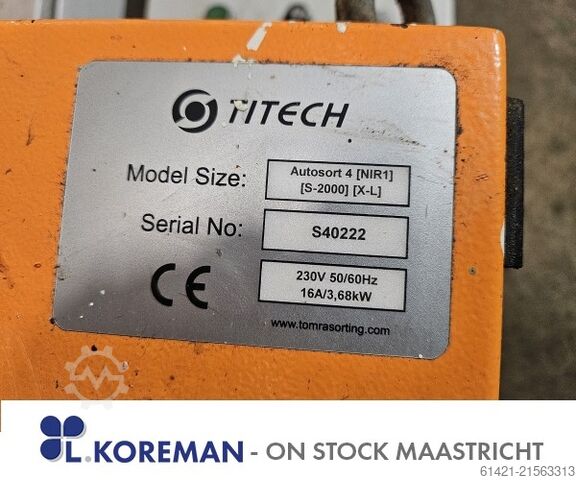 TITECH
Model Size: Autosort 4 [NIR1]
[S-2000] [X-L]
Serial No: S40222
CE
230V 50/60Hz
16A/3,68kW
www.tomrasorting.com
L.KOREMAN - ON STOCK MAASTRICHT
61421-21563313